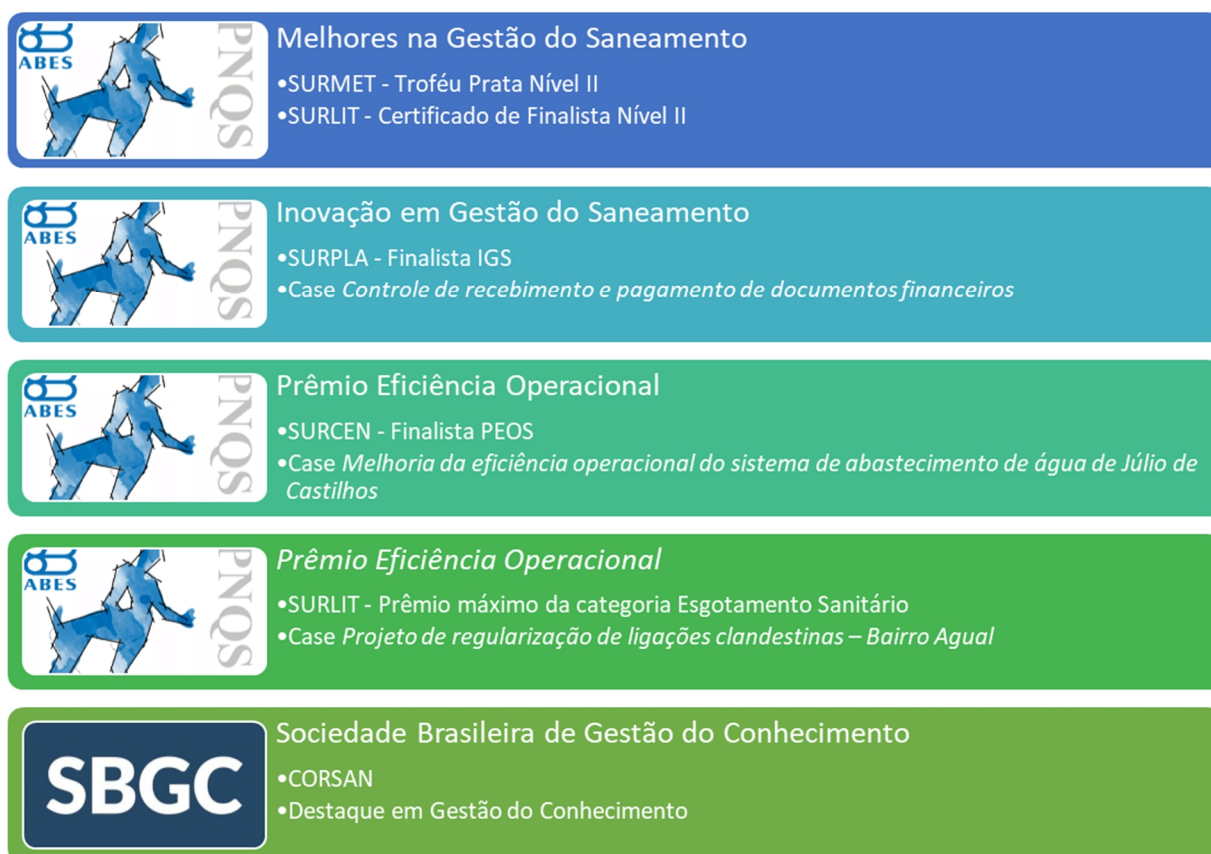 ABES
PNQS
Melhores na Gestão do Saneamento
•SURMET - Troféu Prata Nível II
•SURLIT - Certificado de Finalista Nível II
ABES
PNQS
Inovação em Gestão do Saneamento
•SURPLA - Finalista IGS
•Case Controle de recebimento e pagamento de documentos financeiros
ABES
PNQS
Prêmio Eficiência Operacional
•SURCEN - Finalista PEOS
•Case Melhoria da eficiência operacional do sistema de abastecimento de água de Júlio de
Castilhos
ABES
PNQS
Prêmio Eficiência Operacional
•SURLIT - Prêmio máximo da categoria Esgotamento Sanitário
•Case Projeto de regularização de ligações clandestinas – Bairro Agual
SBGC
Sociedade Brasileira de Gestão do Conhecimento
•CORSAN
•Destaque em Gestão do Conhecimento